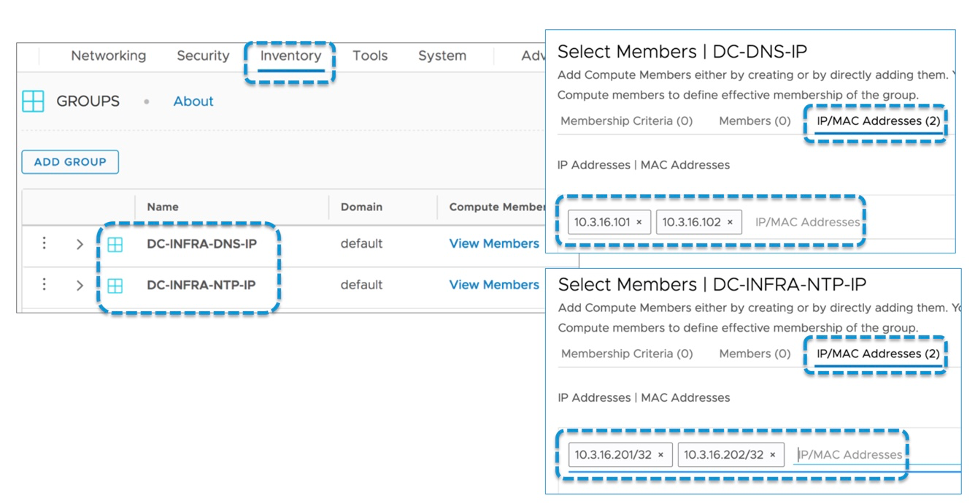 Networking Security Inventory Tools System Adv
GROUPS • About
ADD GROUP
Name Domain Compute Member
DC-INFRA-DNS-IP default View Members
DC-INFRA-NTP-IP default View Members
Select Members | DC-DNS-IP
Add Compute Members either by creating or by directly adding them. Y
Compute members to define effective membership of the group.
Membership Criteria (0) Members (0) IP/MAC Addresses (2)
IP Addresses | MAC Addresses
10.3.16.101 × 10.3.16.102 × IP/MAC Addresses
Select Members | DC-INFRA-NTP-IP
Add Compute Members either by creating or by directly adding them. Yo
Compute members to define effective membership of the group.
Membership Criteria (0) Members (0) IP/MAC Addresses (2)
IP Addresses | MAC Addresses
10.3.16.201/32 × 10.3.16.202/32 × IP/MAC Addresses